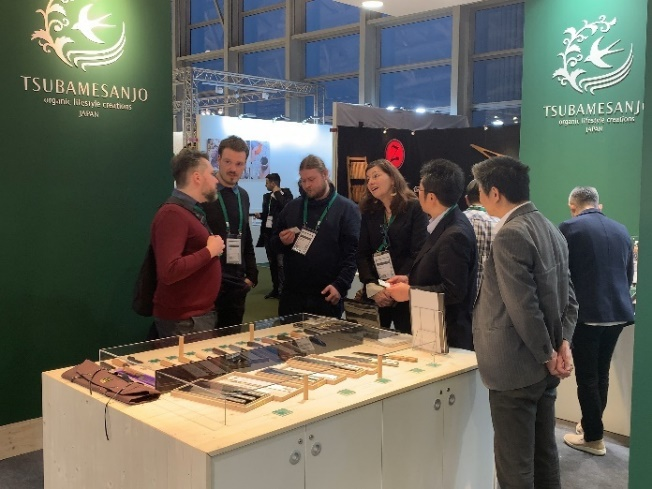 TSUBAMESANJO
organic lifestyle creations
JAPAN
TSUBAMESANJO
organic lifestyle creations
JAPAN